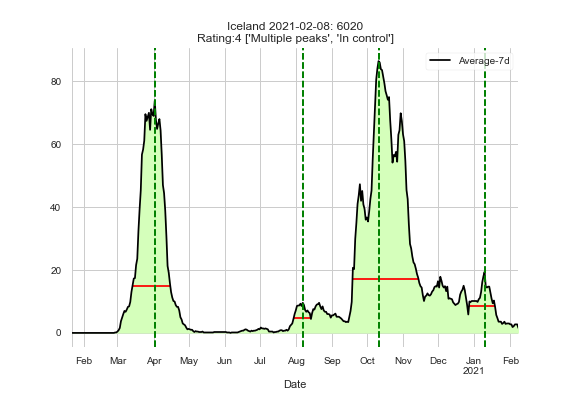 Iceland 2021-02-08: 6020
Rating:4 ['Multiple peaks', 'In control']
Average-7d
80
60
40
20
0
Feb Mar Apr May Jun Jul Aug Sep Oct Nov Dec Jan Feb
2021
Date